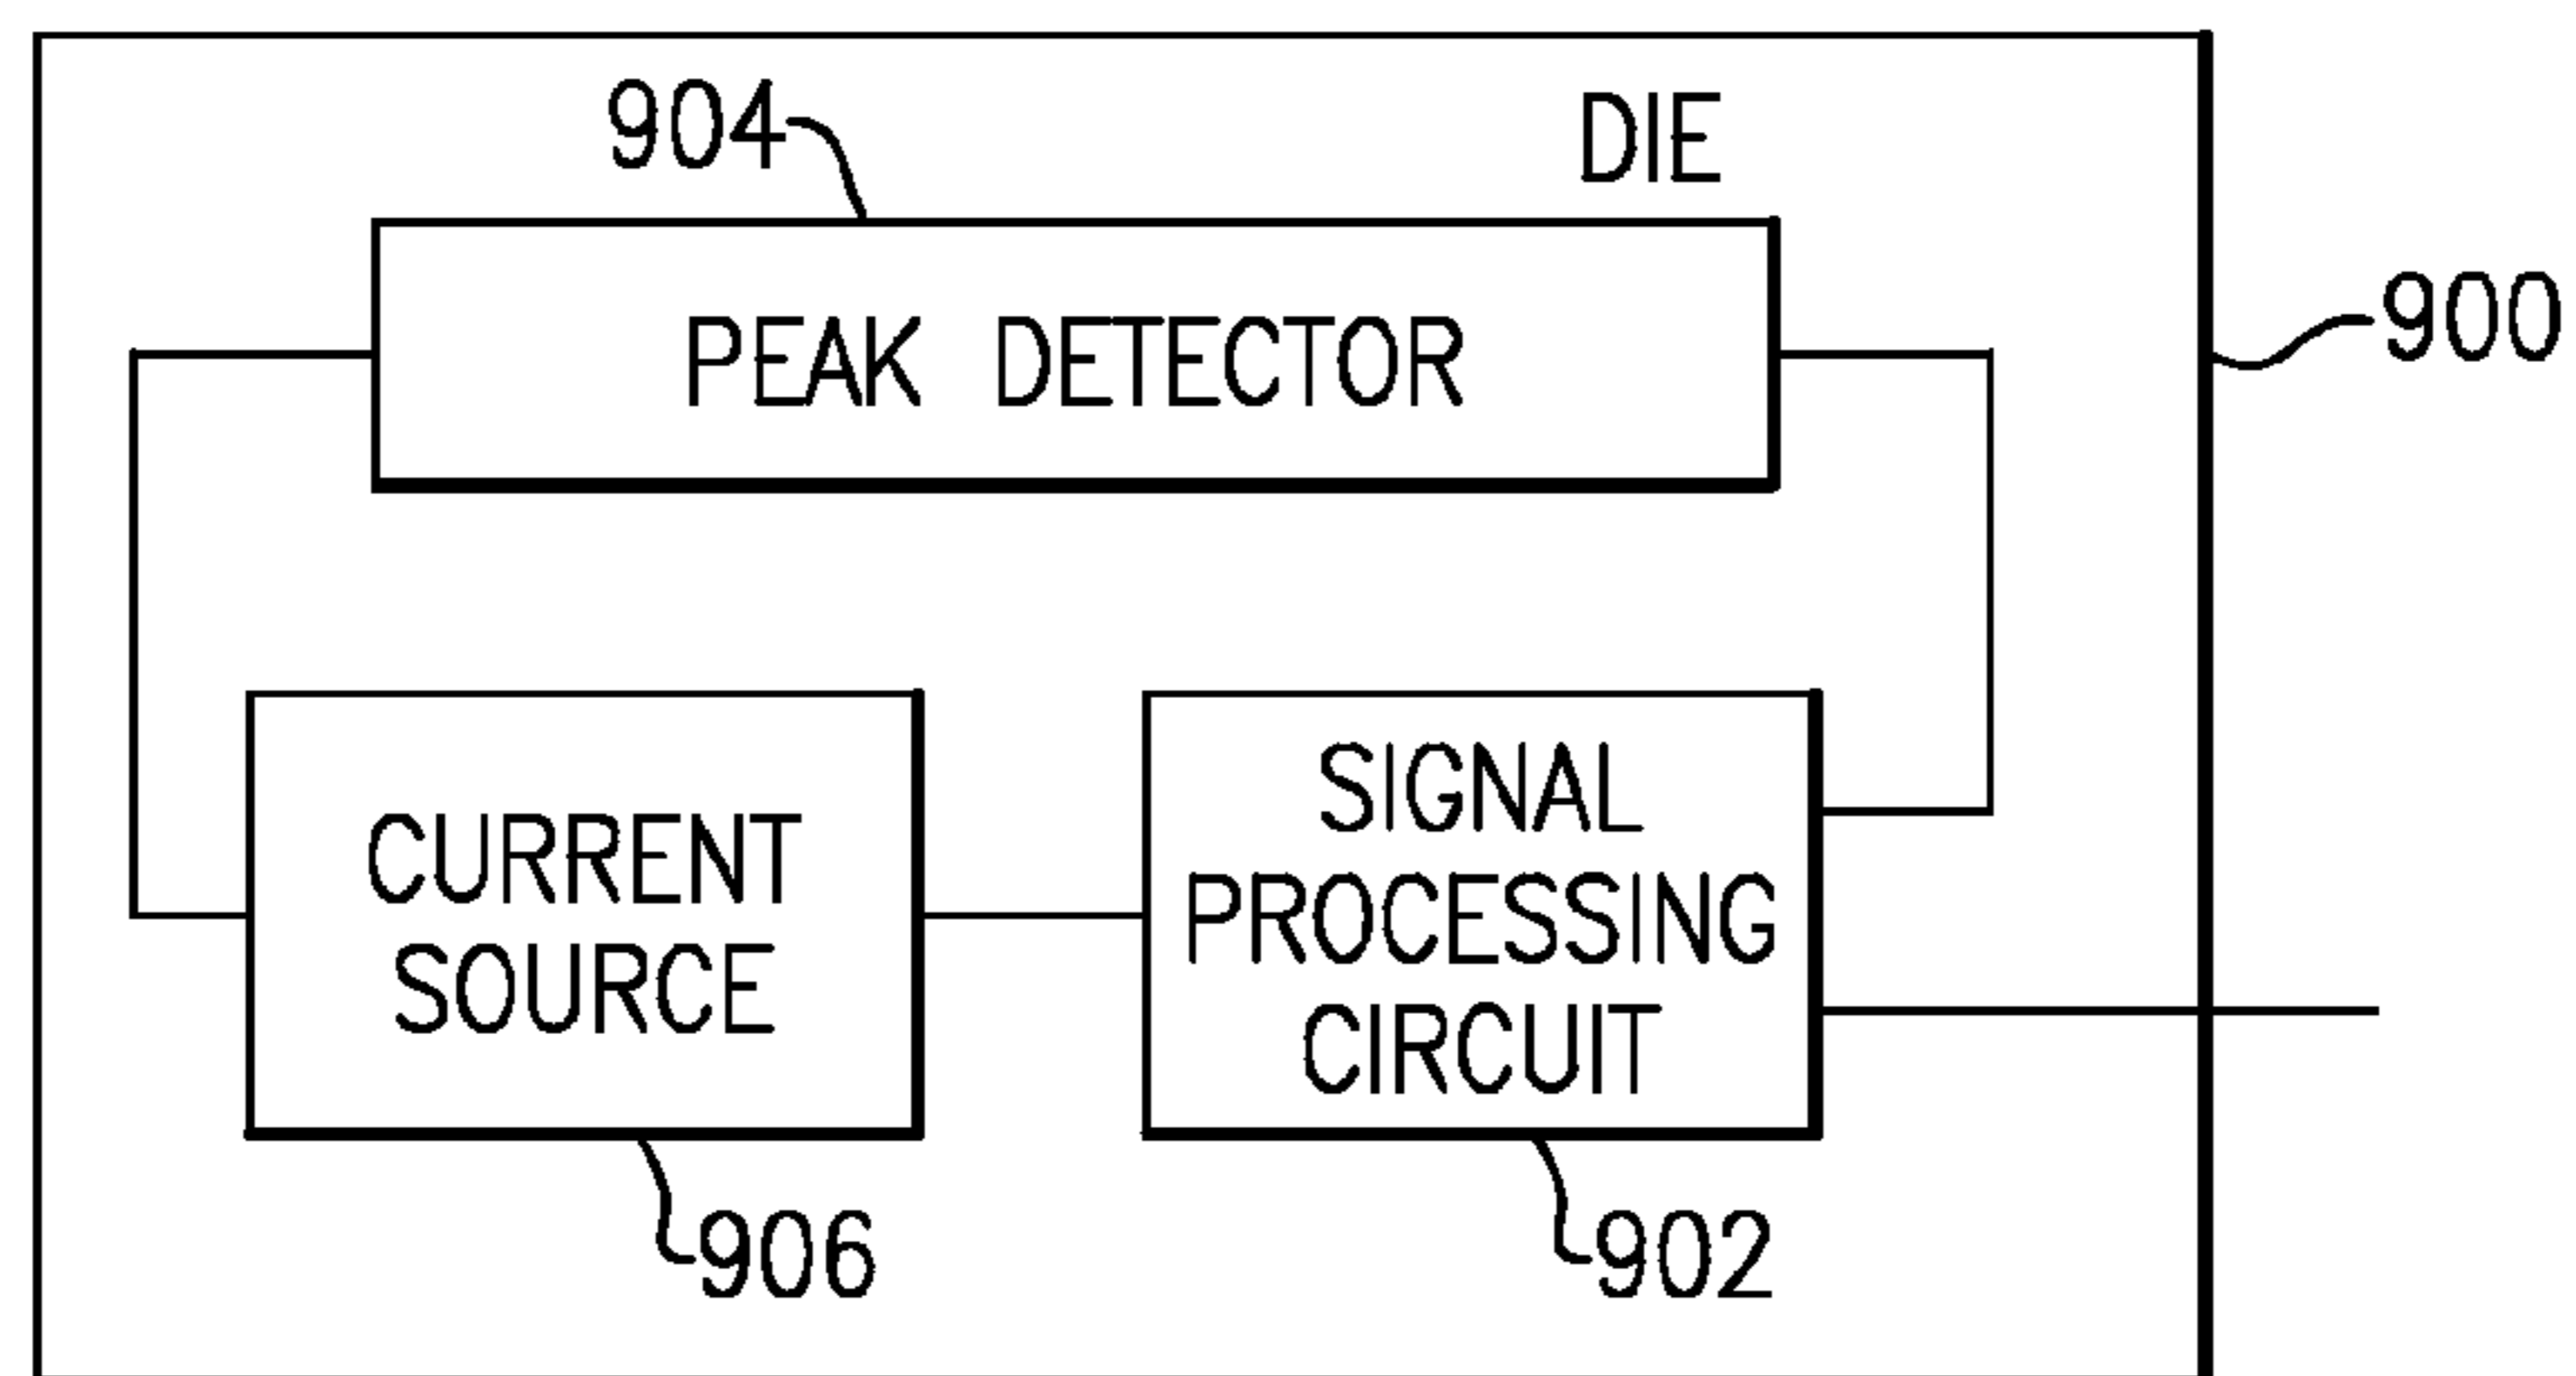 904
DIE
900
PEAK DETECTOR
CURRENT
SOURCE
SIGNAL
PROCESSING
CIRCUIT
906
902